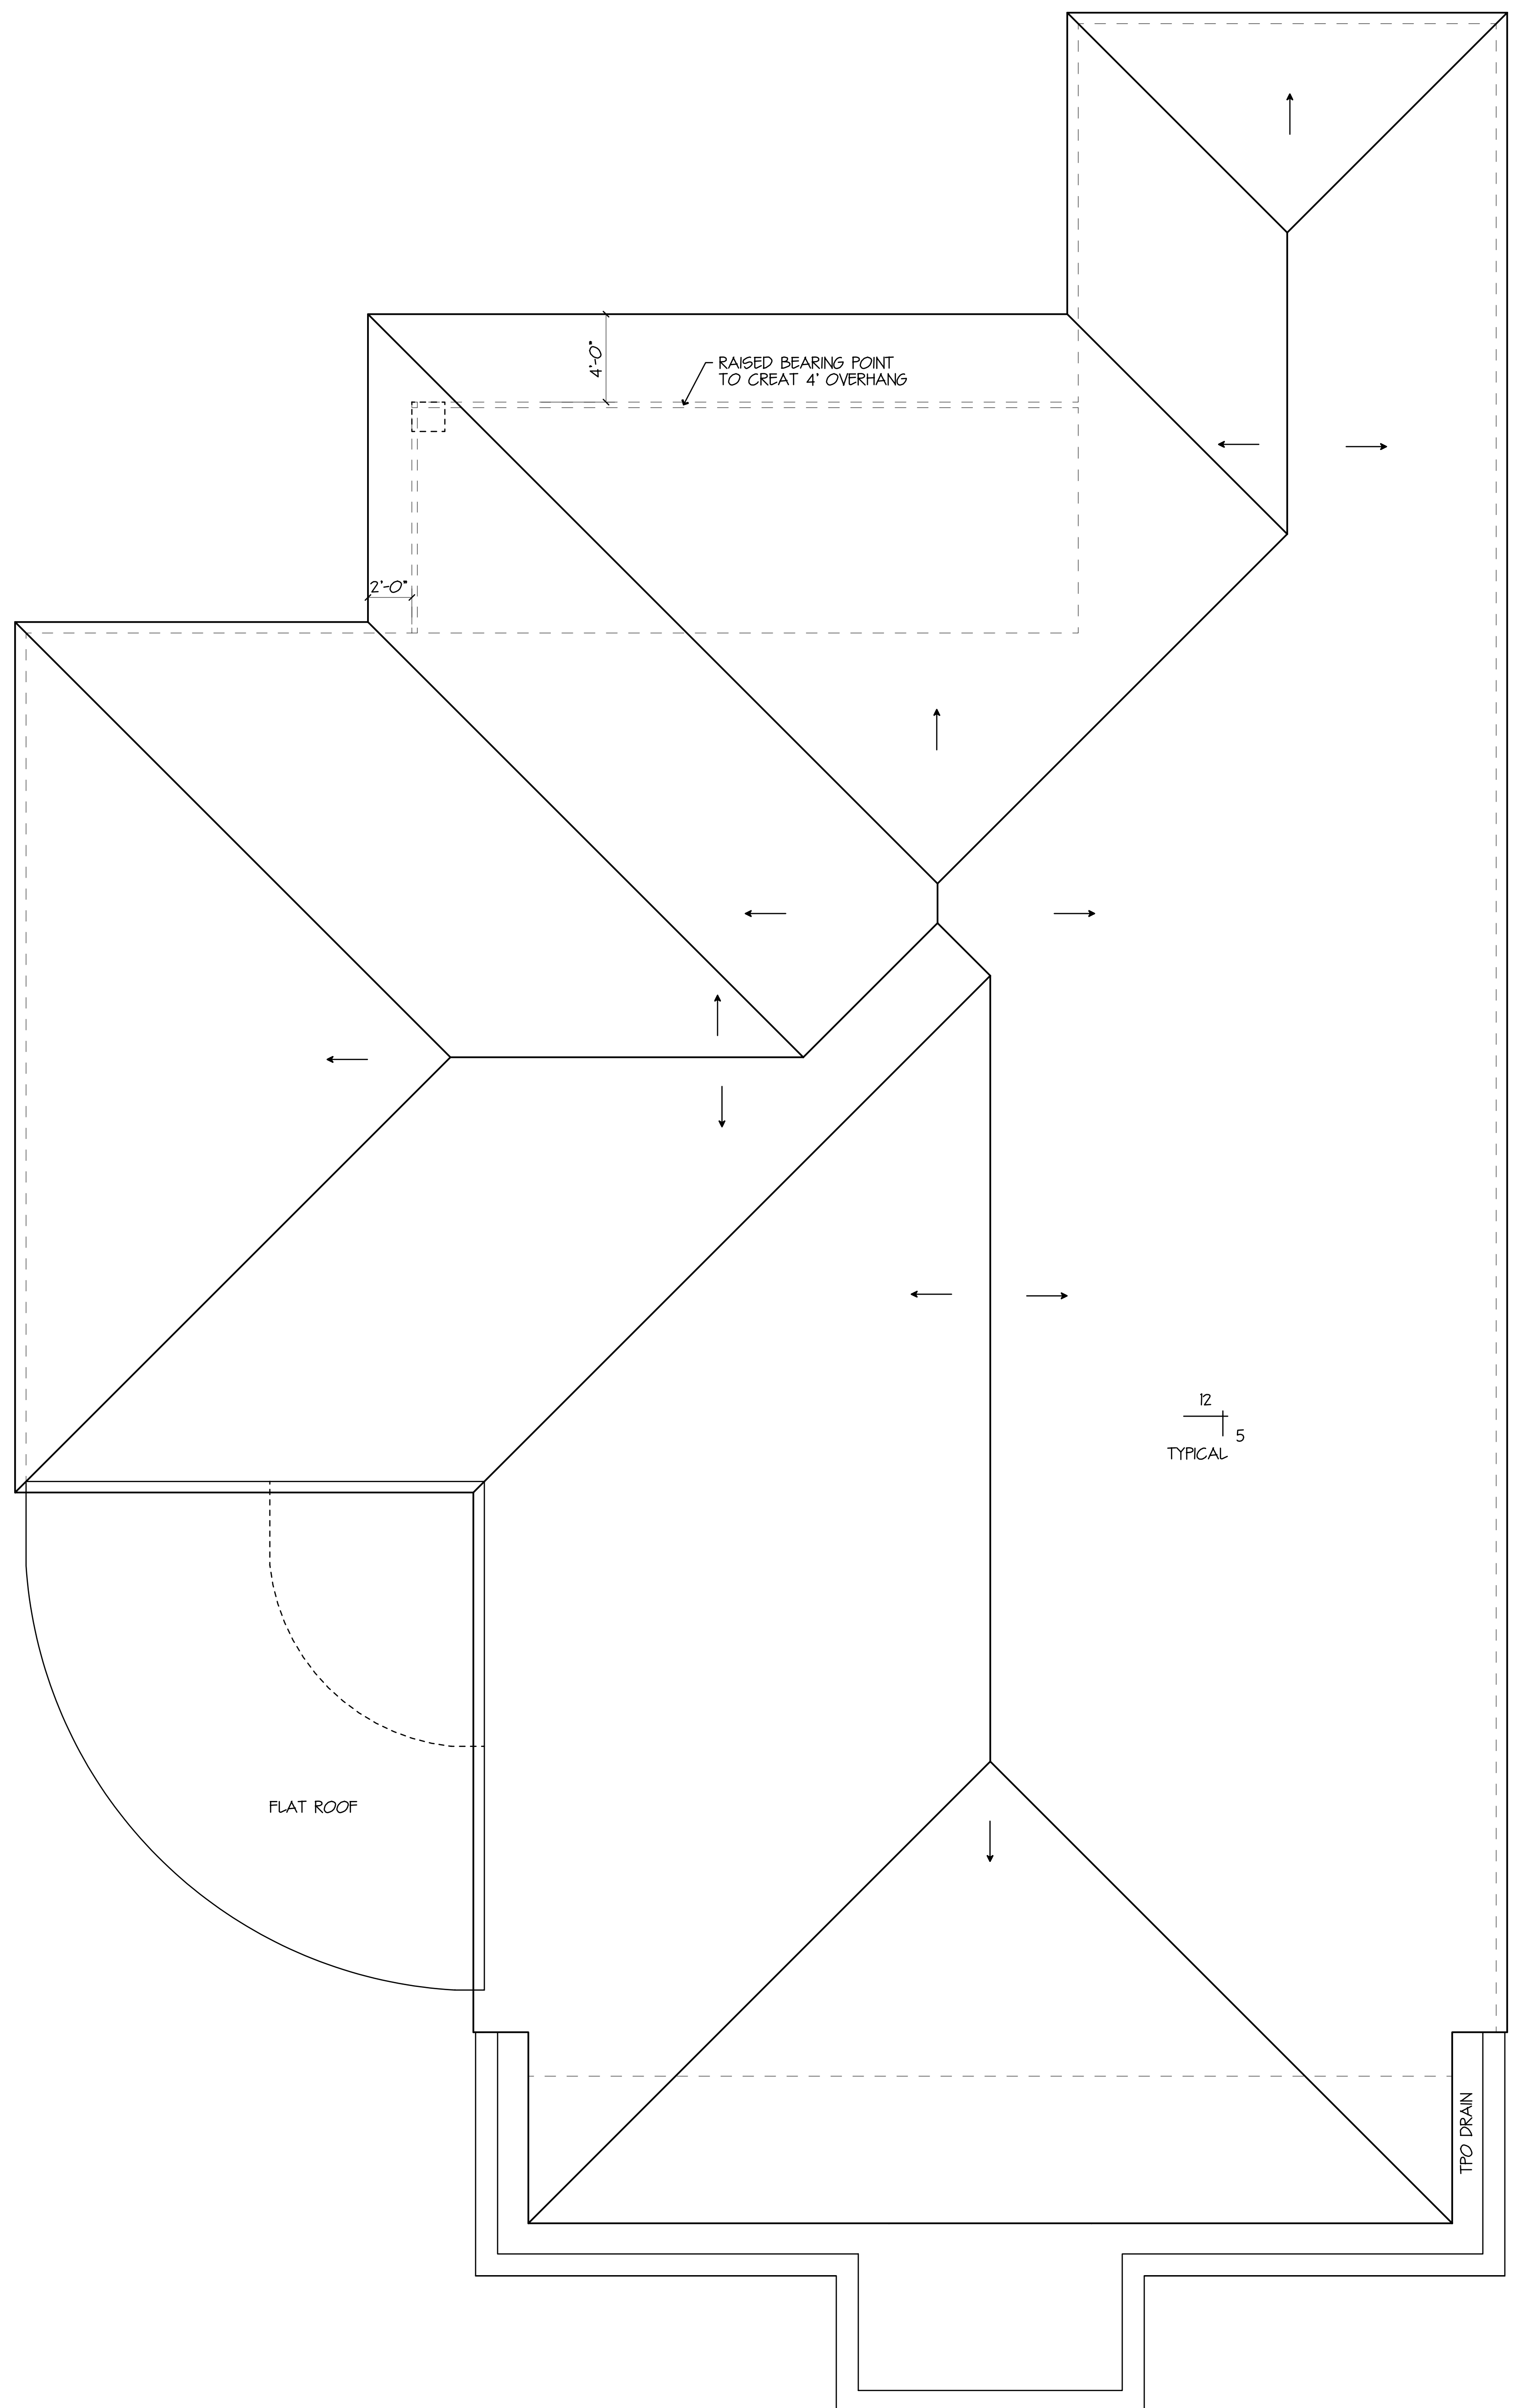 4'-0"
RAISED BEARING POINT
TO CREAT 4' OVERHANG
2'-0"
12
5
TYPICAL
FLAT ROOF
TPO DRAIN